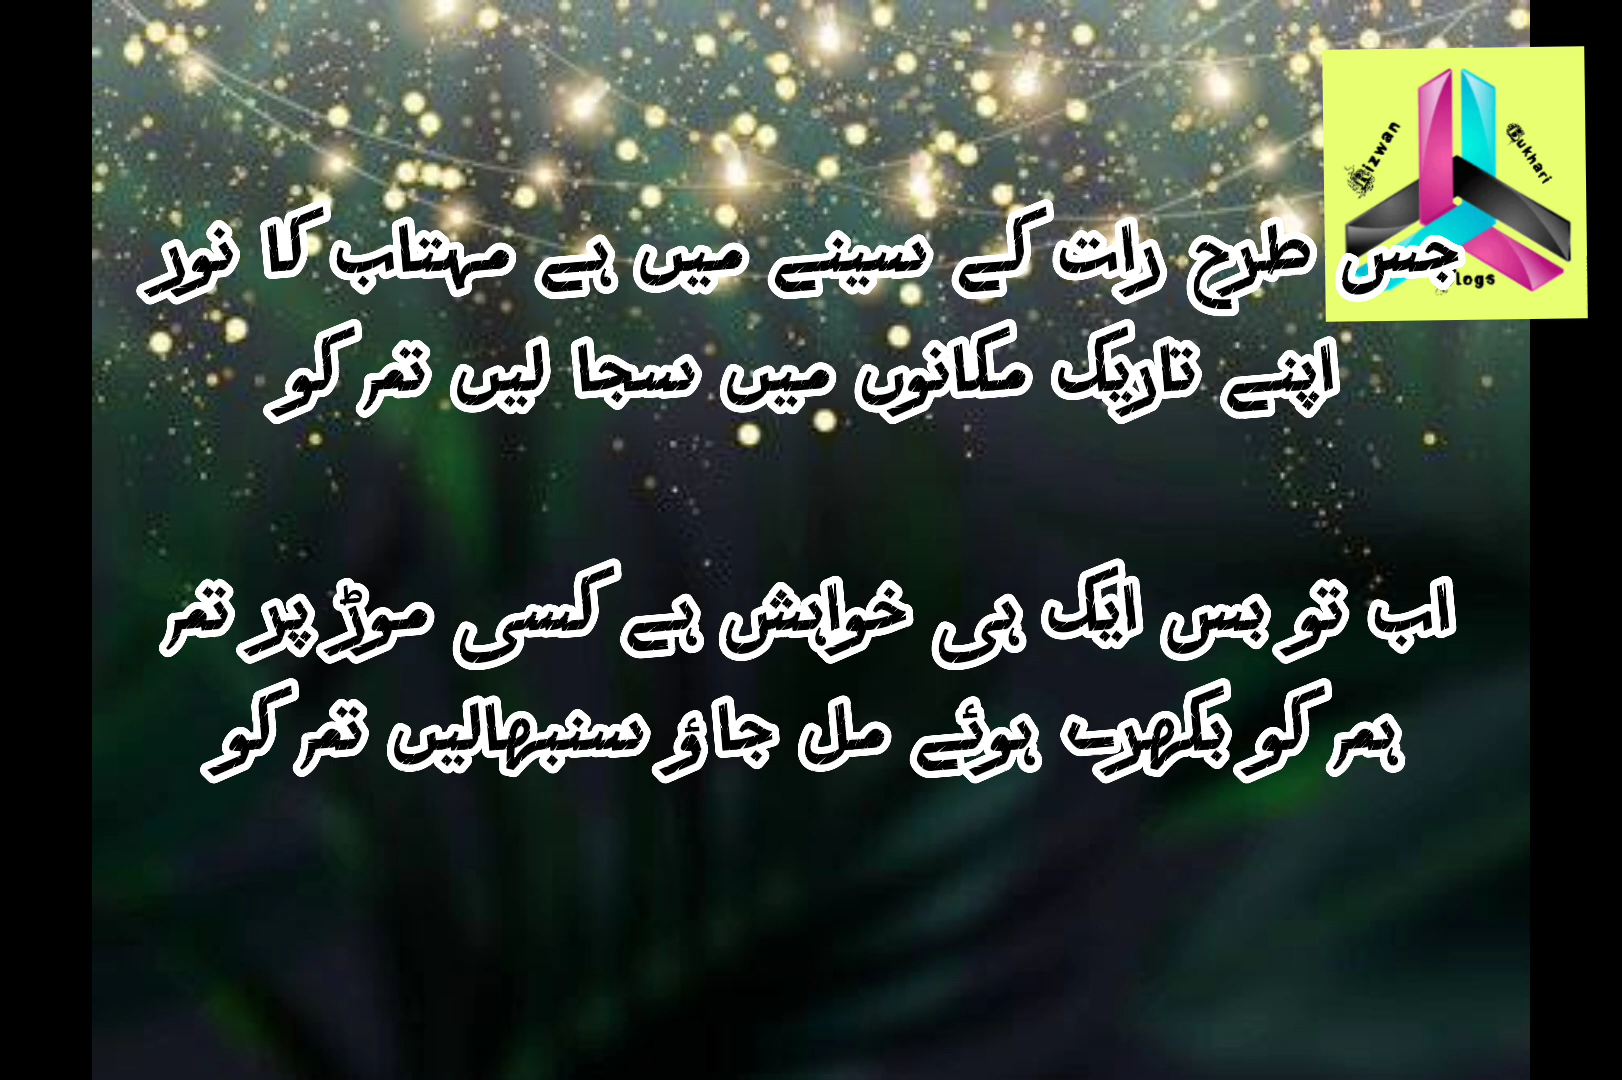 Rizwan Bukhari
logs
جس طرح رات کے سینے میں ہے مہتاب کا نور
اپنے تاریک مکانوں میں سجا لیں تم کو
اب تو بس ایک ہی خواہش ہے کسی موڑ پر تم
ہم کو بکھرے ہوئے مل جاؤ سنبھالیں تم کو